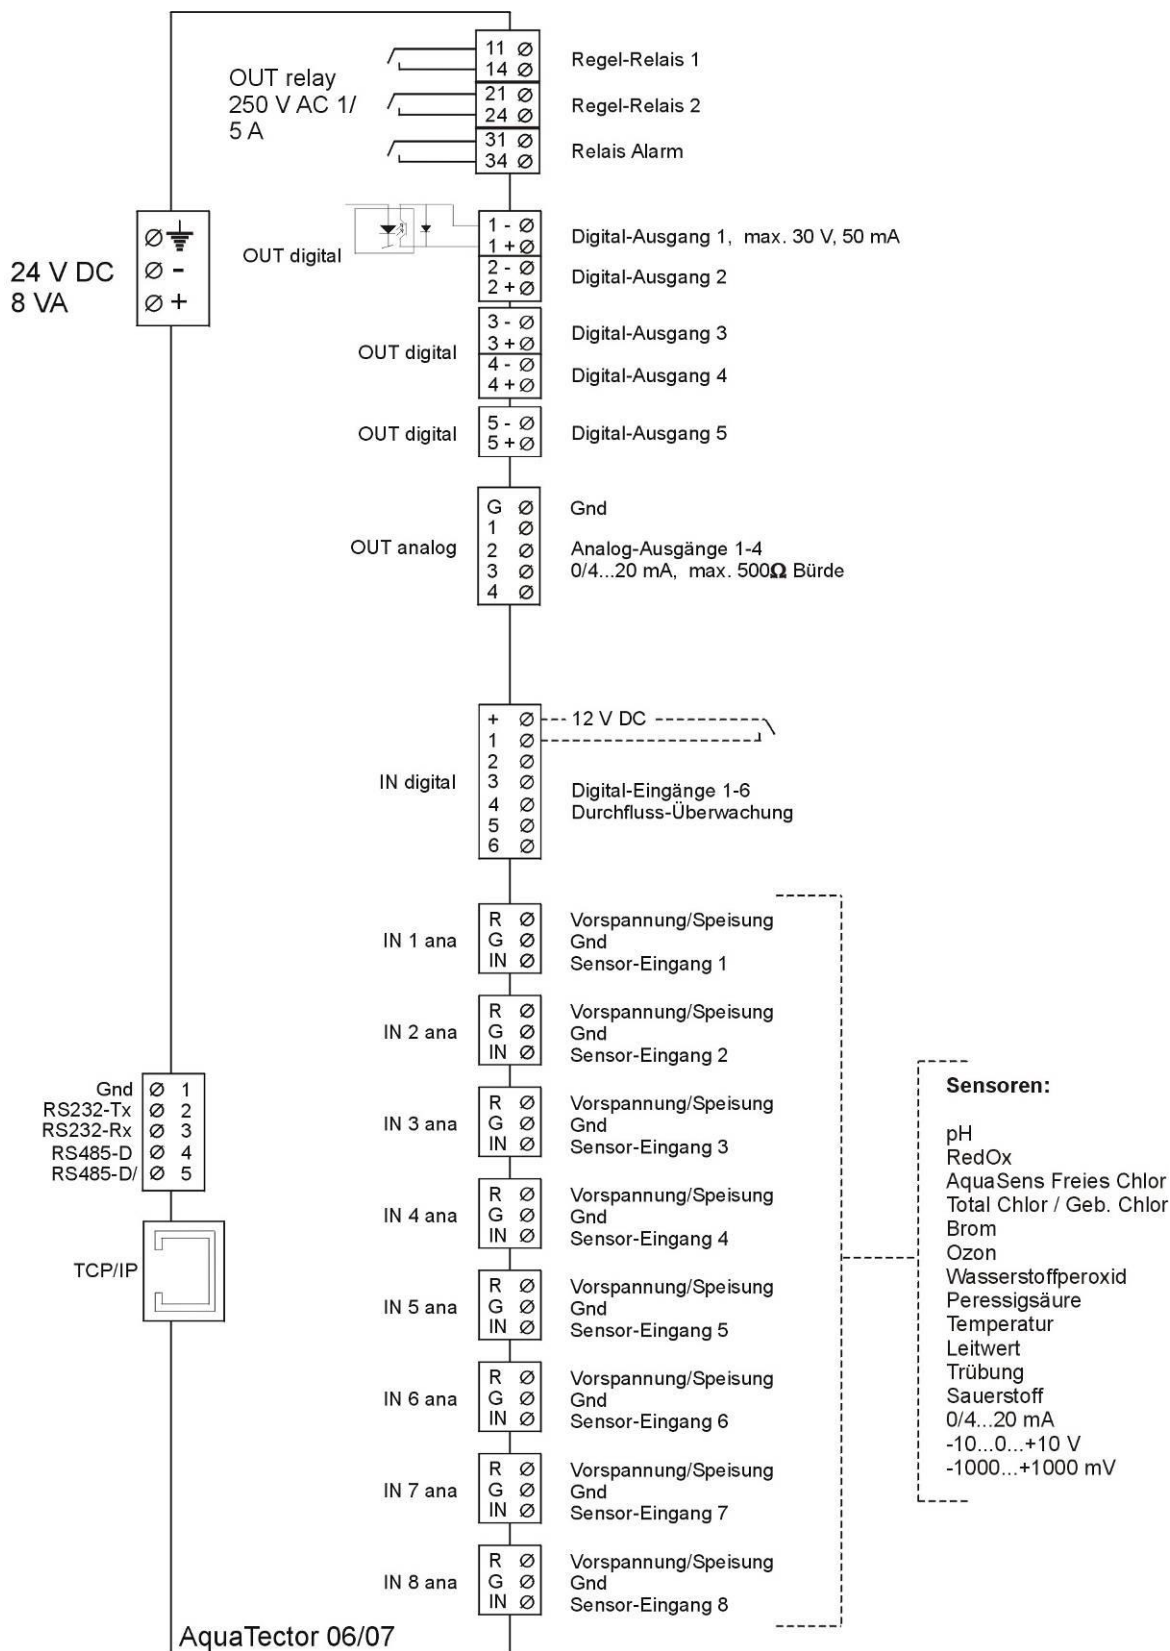 OUT relay
250 V AC 1/
5 A
11 Ø
14 Ø
Regel-Relais 1
21 Ø
24 Ø
Regel-Relais 2
31 Ø
34 Ø
Relais Alarm
24 V DC
8 VA
Ø
Ø -
Ø +
OUT digital
1 - Ø
1 + Ø
Digital-Ausgang 1, max. 30 V, 50 mA
2 - Ø
2 + Ø
Digital-Ausgang 2
OUT digital
3 - Ø
3 + Ø
Digital-Ausgang 3
4 - Ø
4 + Ø
Digital-Ausgang 4
OUT digital
5 - Ø
5 + Ø
Digital-Ausgang 5
OUT analog
G Ø
1 Ø
2 Ø
3 Ø
4 Ø
Gnd
Analog-Ausgänge 1-4
0/4...20 mA, max. 500Ω Bürde
IN digital
+ Ø
1 Ø
2 Ø
3 Ø
4 Ø
5 Ø
6 Ø
12 V DC
Digital-Eingänge 1-6
Durchfluss-Überwachung
IN 1 ana
R Ø
G Ø
IN Ø
Vorspannung/Speisung
Gnd
Sensor-Eingang 1
IN 2 ana
R Ø
G Ø
IN Ø
Vorspannung/Speisung
Gnd
Sensor-Eingang 2
IN 3 ana
R Ø
G Ø
IN Ø
Vorspannung/Speisung
Gnd
Sensor-Eingang 3
IN 4 ana
R Ø
G Ø
IN Ø
Vorspannung/Speisung
Gnd
Sensor-Eingang 4
IN 5 ana
R Ø
G Ø
IN Ø
Vorspannung/Speisung
Gnd
Sensor-Eingang 5
IN 6 ana
R Ø
G Ø
IN Ø
Vorspannung/Speisung
Gnd
Sensor-Eingang 6
IN 7 ana
R Ø
G Ø
IN Ø
Vorspannung/Speisung
Gnd
Sensor-Eingang 7
IN 8 ana
R Ø
G Ø
IN Ø
Vorspannung/Speisung
Gnd
Sensor-Eingang 8
Gnd Ø 1
RS232-Tx Ø 2
RS232-Rx Ø 3
RS485-D Ø 4
RS485-D/ Ø 5
TCP/IP
Sensoren:
pH
RedOx
AquaSens Freies Chlor
Total Chlor / Geb. Chlor
Brom
Ozon
Wasserstoffperoxid
Peressigsäure
Temperatur
Leitwert
Trübung
Sauerstoff
0/4...20 mA
-10...0...+10 V
-1000...+1000 mV
AquaTector 06/07